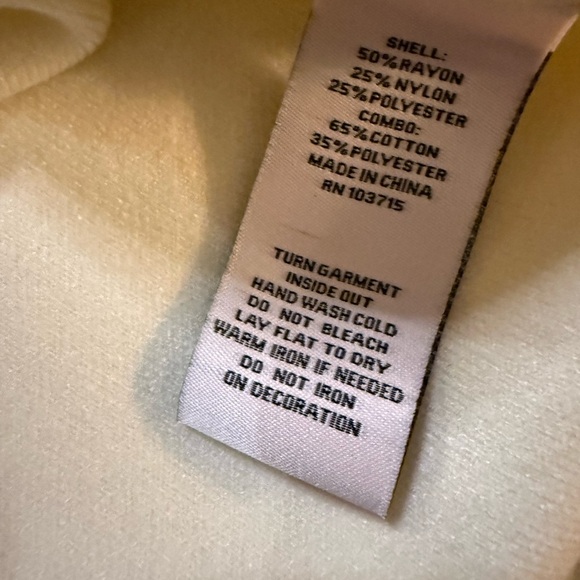 SHELL:
50% RAYON
25% NYLON
25% POLYESTER
COMBO:
65% COTTON
35% POLYESTER
MADE IN CHINA
RN 103715
TURN GARMENT
INSIDE OUT
HAND WASH COLD
DO NOT BLEACH
LAY FLAT TO DRY
WARM IRON IF NEEDED
DO NOT IRON
ON DECORATION